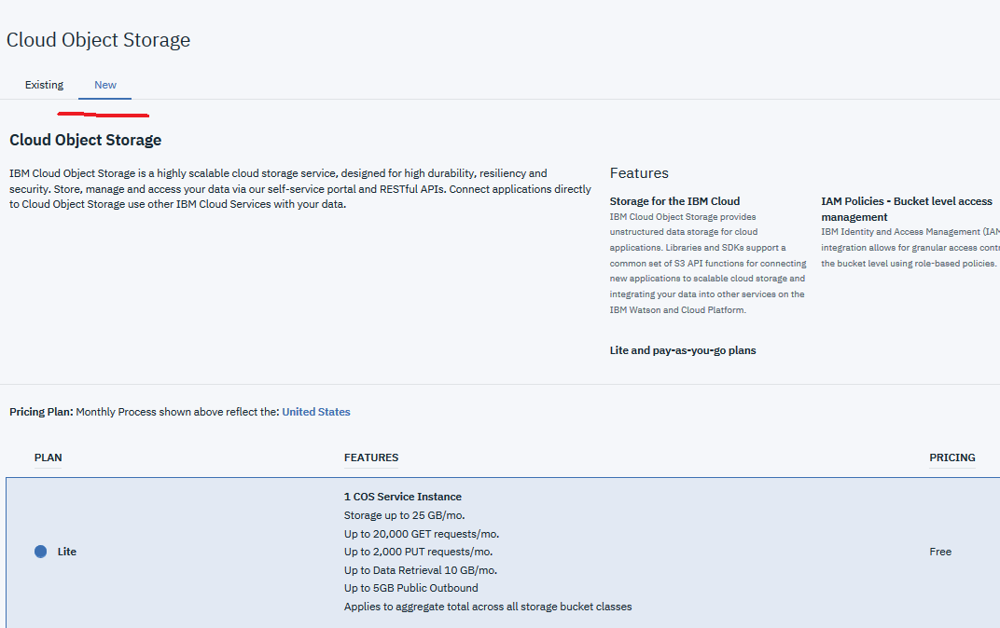 Cloud Object Storage
Existing
New
Cloud Object Storage
IBM Cloud Object Storage is a highly scalable cloud storage service, designed for high durability, resiliency and
security. Store, manage and access your data via our self-service portal and RESTful APIs. Connect applications directly
to Cloud Object Storage use other IBM Cloud Services with your data.
Features
Storage for the IBM Cloud
IBM Cloud Object Storage provides
unstructured data storage for cloud
applications. Libraries and SDKs support a
common set of S3 API functions for connecting
new applications to scalable cloud storage and
integrating your data into other services on the
IBM Watson and Cloud Platform.
IAM Policies - Bucket level access
management
IBM Identity and Access Management (IAM
integration allows for granular access cont
the bucket level using role-based policies.
Lite and pay-as-you-go plans
Pricing Plan: Monthly Process shown above reflect the: United States
PLAN FEATURES PRICING
1 COS Service Instance
Storage up to 25 GB/mo.
Up to 20,000 GET requests/mo.
Lite Up to 2,000 PUT requests/mo. Free
Up to Data Retrieval 10 GB/mo.
Up to 5GB Public Outbound
Applies to aggregate total across all storage bucket classes